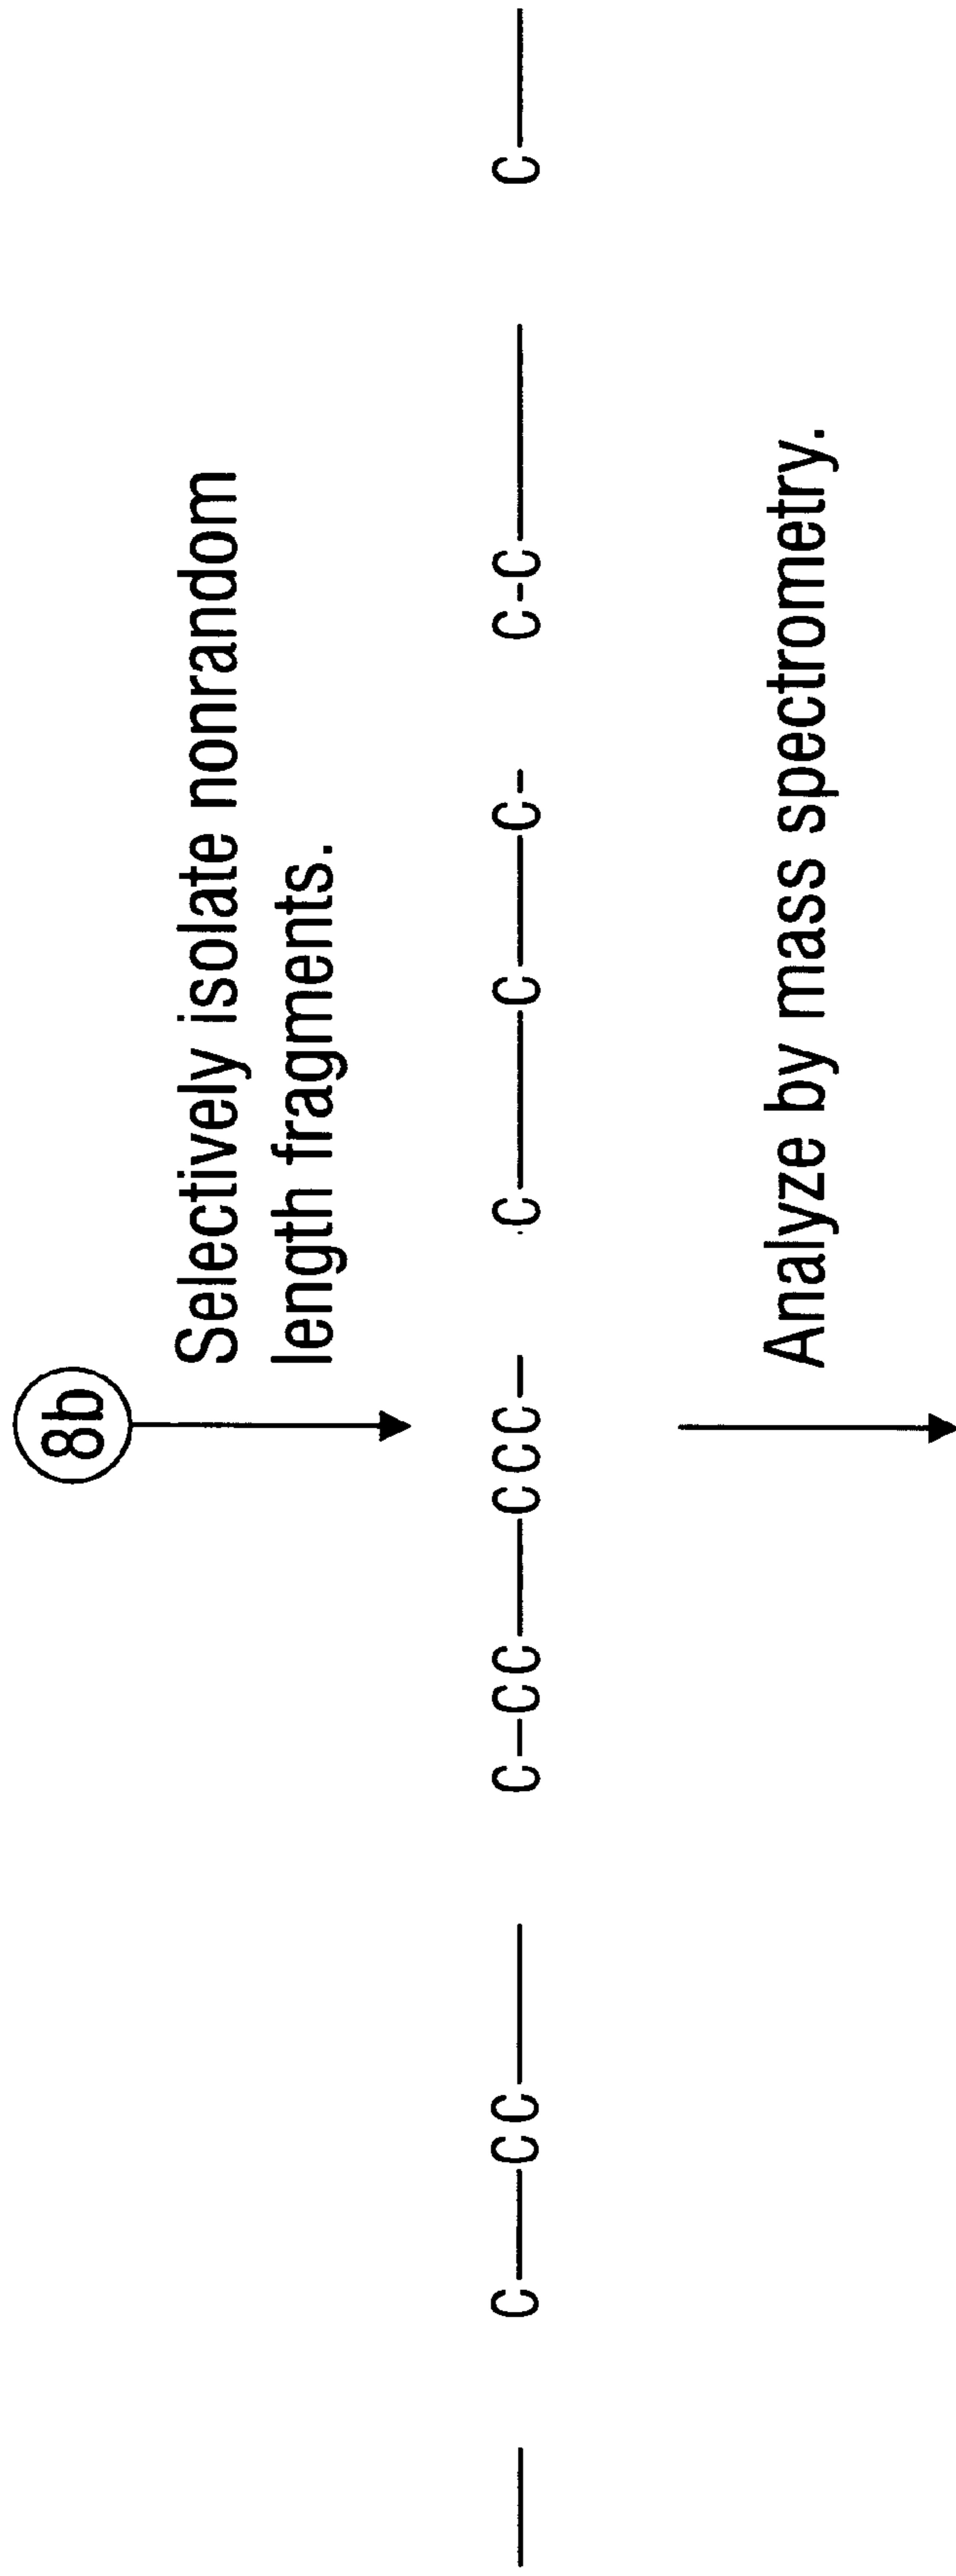 8b
Selectively isolate nonrandom
length fragments.
C CC C CC CCC C C C C-C C
Analyze by mass spectrometry.